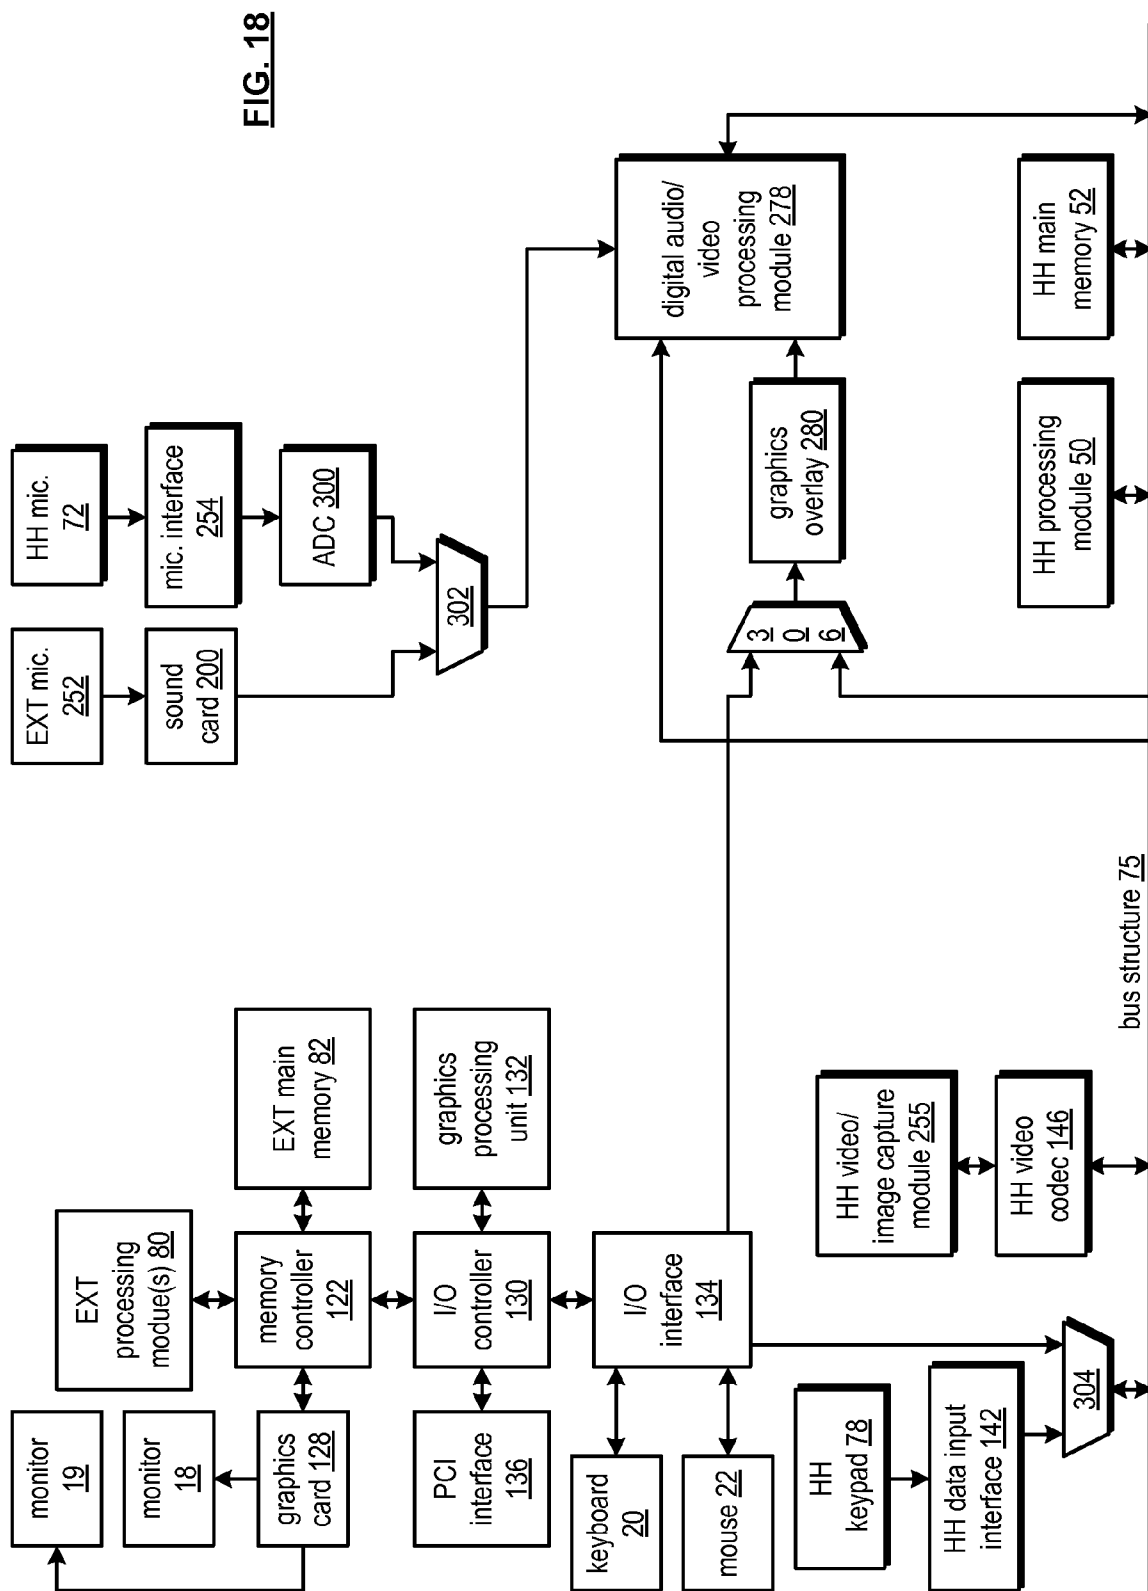 FIG. 18
monitor
19
monitor
18
graphics
card 128
EXT
processing
modue(s) 80
memory
controller
122
EXT main
memory 82
PCI
interface
136
I/O
controller
130
graphics
processing
unit 132
keyboard
20
mouse 22
I/O
interface
134
HH
keypad 78
HH data input
interface 142
304
HH video/
image capture
module 255
HH video
codec 146
bus structure 75
EXT mic.
252
sound
card 200
HH mic.
72
mic. interface
254
ADC 300
302
3
0
6
graphics
overlay 280
digital audio/
video
processing
module 278
HH processing
module 50
HH main
memory 52